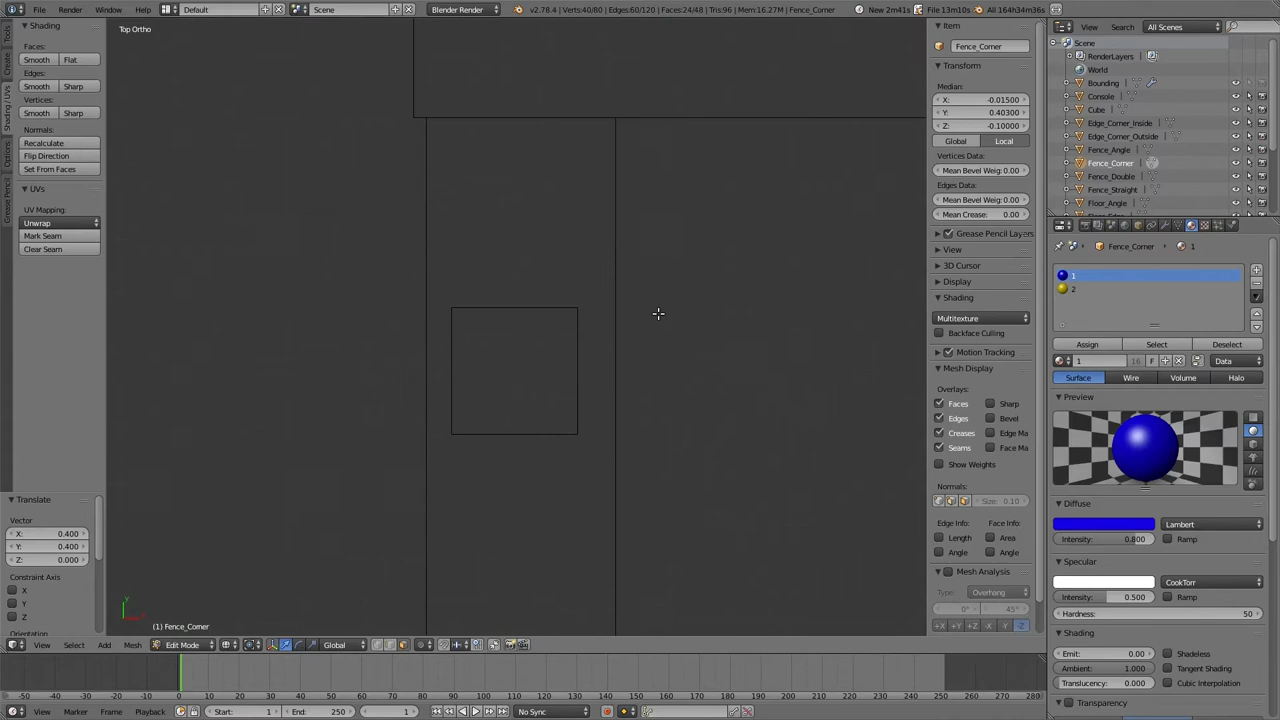 File Render Window Help Default Scene Blender Render v2.78.4 | Verts:40/80 | Edges:60/120 | Faces:24/48 | Tris:96 | Mem:16.27M | Fence_Corner New 2m41s File 13m10s All 164h34m36s
View Search All Scenes
Tools
Create
Shading / UVs
Options
Grease Pencil
Shading
Faces:
Smooth Flat
Edges:
Smooth Sharp
Vertices:
Smooth Sharp
Normals:
Recalculate
Flip Direction
Set From Faces
UVs
UV Mapping:
Unwrap
Mark Seam
Clear Seam
Translate
Vector
X: 0.400
Y: 0.400
Z: 0.000
Constraint Axis
X
Y
Z
Orientation
Top Ortho
(1) Fence_Corner
Item
Fence_Corner
Transform
Median:
X: -0.01500
Y: 0.40300
Z: -0.10000
Global Local
Vertices Data:
Mean Bevel Weig: 0.00
Edges Data:
Mean Bevel Weig: 0.00
Mean Crease: 0.00
Grease Pencil Layers
View
3D Cursor
Display
Shading
Multitexture
Backface Culling
Motion Tracking
Mesh Display
Overlays:
Faces Sharp
Edges Bevel
Creases Edge Ma
Seams Face Ma
Show Weights
Normals:
Size: 0.10
Edge Info: Face Info:
Length Area
Angle Angle
Mesh Analysis
Type: Overhang
0° 45°
+X +Y +Z -X -Y -Z
Scene
RenderLayers
World
Bounding
Console
Cube
Edge_Corner_Inside
Edge_Corner_Outside
Fence_Angle
Fence_Corner
Fence_Double
Fence_Straight
Floor_Angle
Fence_Corner 1
1
2
Assign Select Deselect
1 16 F Data
Surface Wire Volume Halo
Preview
Diffuse
Lambert
Intensity: 0.800 Ramp
Specular
CookTorr
Intensity: 0.500 Ramp
Hardness: 50
Shading
Emit: 0.00 Shadeless
Ambient: 1.000 Tangent Shading
Translucency: 0.000 Cubic Interpolation
Transparency
View Select Add Mesh Edit Mode Global
-50 -40 -30 -20 -10 0 10 20 30 40 50 60 70 80 90 100 110 120 130 140 150 160 170 180 190 200 210 220 230 240 250 260 270 280
View Marker Frame Playback Start: 1 End: 250 1 No Sync